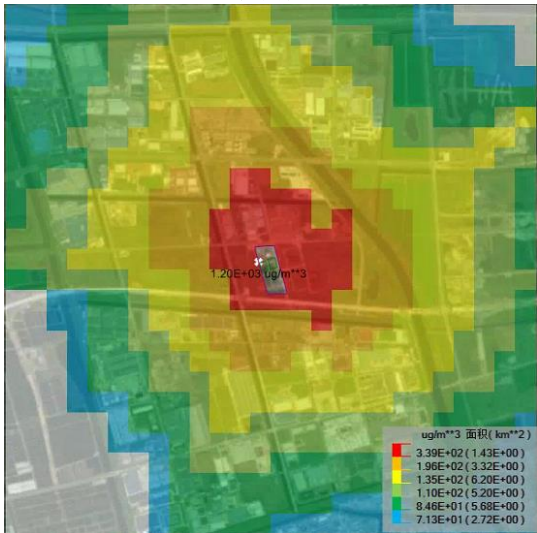 1.20E+03 ug/m**3
ug/m**3 面积(km**2)
3.39E+02(1.43E+00)
1.96E+02(3.32E+00)
1.35E+02(6.20E+00)
1.10E+02(5.20E+00)
8.46E+01(5.68E+00)
7.13E+01(2.72E+00)